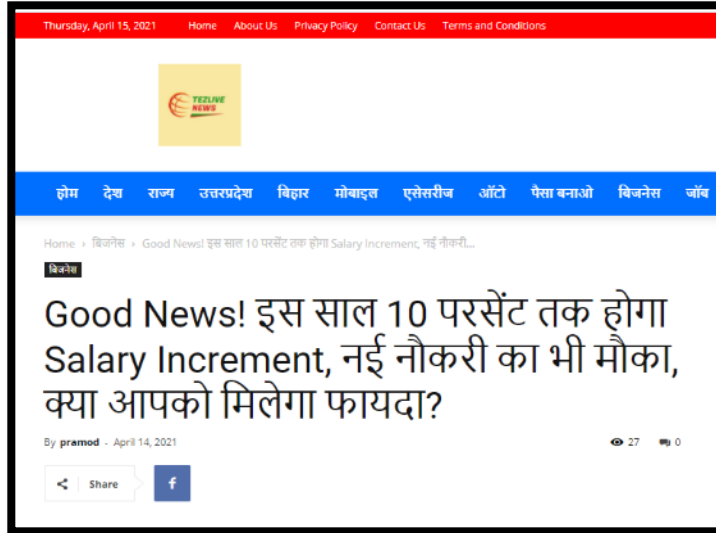 Thursday, April 15, 2021 Home About Us Privacy Policy Contact Us Terms and Conditions
TEZLIVE
NEWS
होम देश राज्य उत्तरप्रदेश बिहार मोबाइल एसेसरीज ऑटो पैसा बनाओ बिजनेस जॉब
Home › बिजनेस › Good News! इस साल 10 परसेंट तक होगा Salary Increment, नई नौकरी...
बिजनेस
Good News! इस साल 10 परसेंट तक होगा
Salary Increment, नई नौकरी का भी मौका,
क्या आपको मिलेगा फायदा?
By pramod - April 14, 2021 27 0
Share f